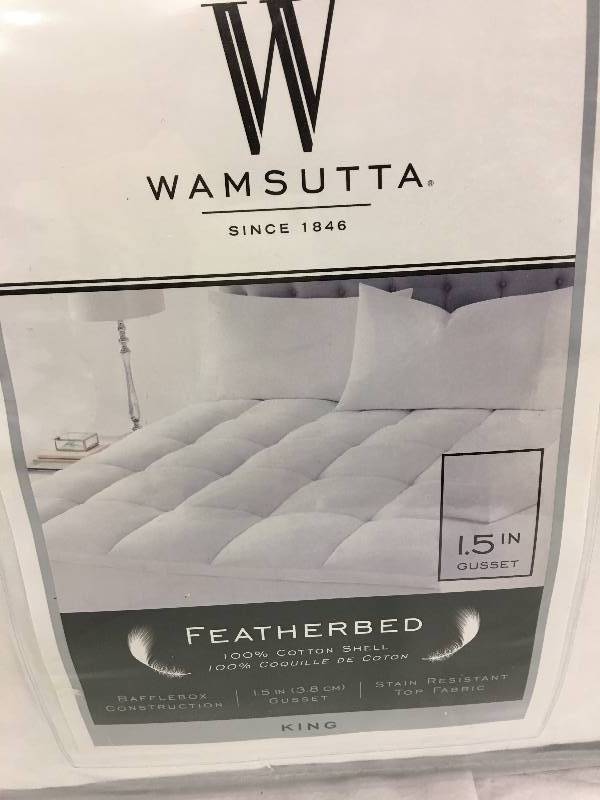 W
WAMSUTTA®
SINCE 1846
1.5 IN
GUSSET
FEATHERBED
100% COTTON SHELL
100% COQUILLE DE COTON
BAFFLEBOX CONSTRUCTION
1.5 IN (3.8 CM) GUSSET
STAIN RESISTANT TOP FABRIC
KING